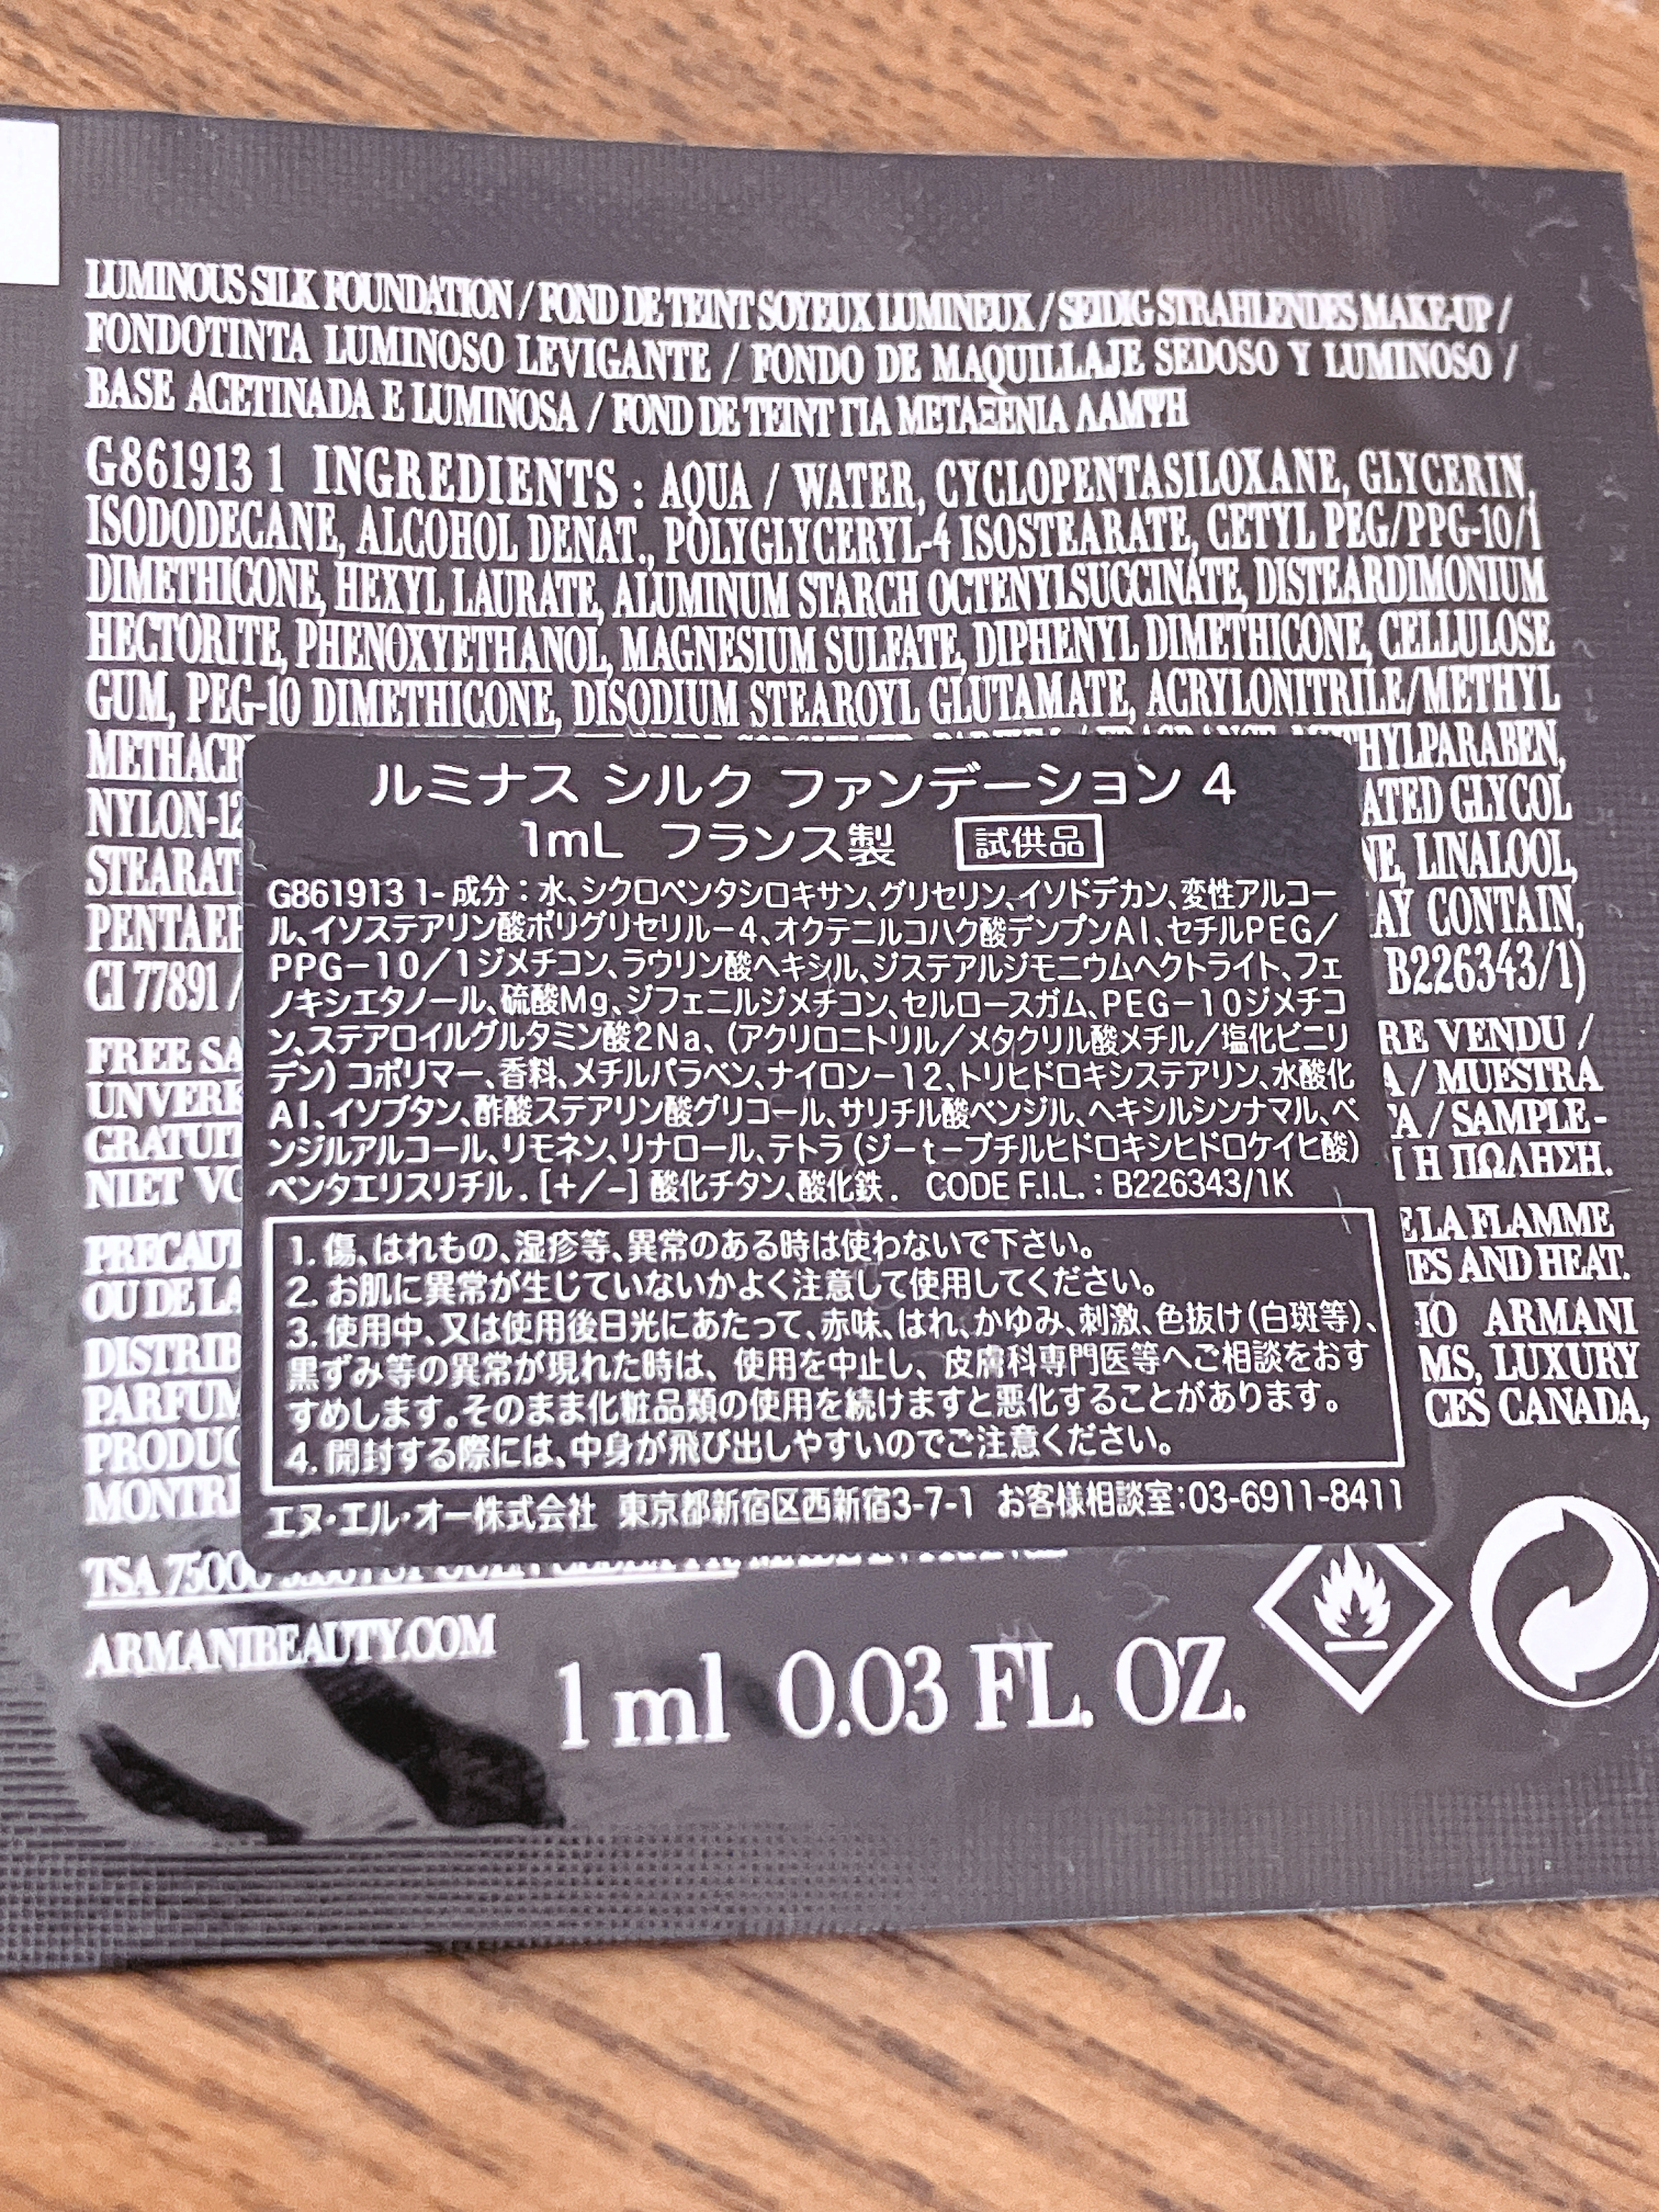 LUMINOUS SILK FOUNDATION / FOND DE TEINT SOYEUX LUMINEUX / SEIDIG STRAHLENDES MAKE-UP /
FONDOTINTA LUMINOSO LEVIGANTE / FONDO DE MAQUILLAJE SEDOSO Y LUMINOSO /
BASE ACETINADA E LUMINOSA / FOND DE TEINT ΓΙΑ ΜΕΤΑΞΕΝΙΑ ΛΑΜΨΗ
G861913 1 INGREDIENTS : AQUA / WATER, CYCLOPENTASILOXANE, GLYCERIN,
ISODODECANE, ALCOHOL DENAT., POLYGLYCERYL-4 ISOSTEARATE, CETYL PEG/PPG-10/1
DIMETHICONE, HEXYL LAURATE, ALUMINUM STARCH OCTENYLSUCCINATE, DISTEARDIMONIUM
HECTORITE, PHENOXYETHANOL, MAGNESIUM SULFATE, DIPHENYL DIMETHICONE, CELLULOSE
GUM, PEG-10 DIMETHICONE, DISODIUM STEAROYL GLUTAMATE, ACRYLONITRILE/METHYL
METHACR HYLPARABEN,
NYLON-12 ATED GLYCOL
STEARAT NE, LINALOOL,
PENTAER AY CONTAIN,
CI 77891 / B226343/1)
FREE SA RE VENDU /
UNVERK A / MUESTRA
GRATUIT TA / SAMPLE-
NIET VO Ι Η ΠΩΛΗΣΗ.
PRECAUT E LA FLAMME
OU DE LA ES AND HEAT.
DISTRIB IO ARMANI
PARFUM MS, LUXURY
PRODUC CES CANADA,
MONTR
TSA 75000
ARMANIBEAUTY.COM
1 ml 0.03 FL. OZ.
ルミナス シルク ファンデーション 4
1mL フランス製 試供品
G861913 1- 成分：水、シクロペンタシロキサン、グリセリン、イソドデカン、変性アルコー
ル、イソステアリン酸ポリグリセリル－4、オクテニルコハク酸デンプンAl、セチルPEG／
PPG－10／1ジメチコン、ラウリン酸ヘキシル、ジステアルジモニウムヘクトライト、フェ
ノキシエタノール、硫酸Mg、ジフェニルジメチコン、セルロースガム、PEG－10ジメチコ
ン、ステアロイルグルタミン酸2Na、（アクリロニトリル／メタクリル酸メチル／塩化ビニリ
デン）コポリマー、香料、メチルパラベン、ナイロン－12、トリヒドロキシステアリン、水酸化
Al、イソブタン、酢酸ステアリン酸グリコール、サリチル酸ベンジル、ヘキシルシンナマル、ベ
ンジルアルコール、リモネン、リナロール、テトラ（ジ－t－ブチルヒドロキシヒドロケイヒ酸）
ペンタエリスリチル．［＋／－］酸化チタン、酸化鉄． CODE F.I.L.：B226343/1K
1. 傷、はれもの、湿疹等、異常のある時は使わないで下さい。
2. お肌に異常が生じていないかよく注意して使用してください。
3. 使用中、又は使用後日光にあたって、赤味、はれ、かゆみ、刺激、色抜け（白斑等）、
黒ずみ等の異常が現れた時は、使用を中止し、皮膚科専門医等へご相談をおす
すめします。そのまま化粧品類の使用を続けますと悪化することがあります。
4. 開封する際には、中身が飛び出しやすいのでご注意ください。
エヌ・エル・オー株式会社 東京都新宿区西新宿3-7-1 お客様相談室：03-6911-8411